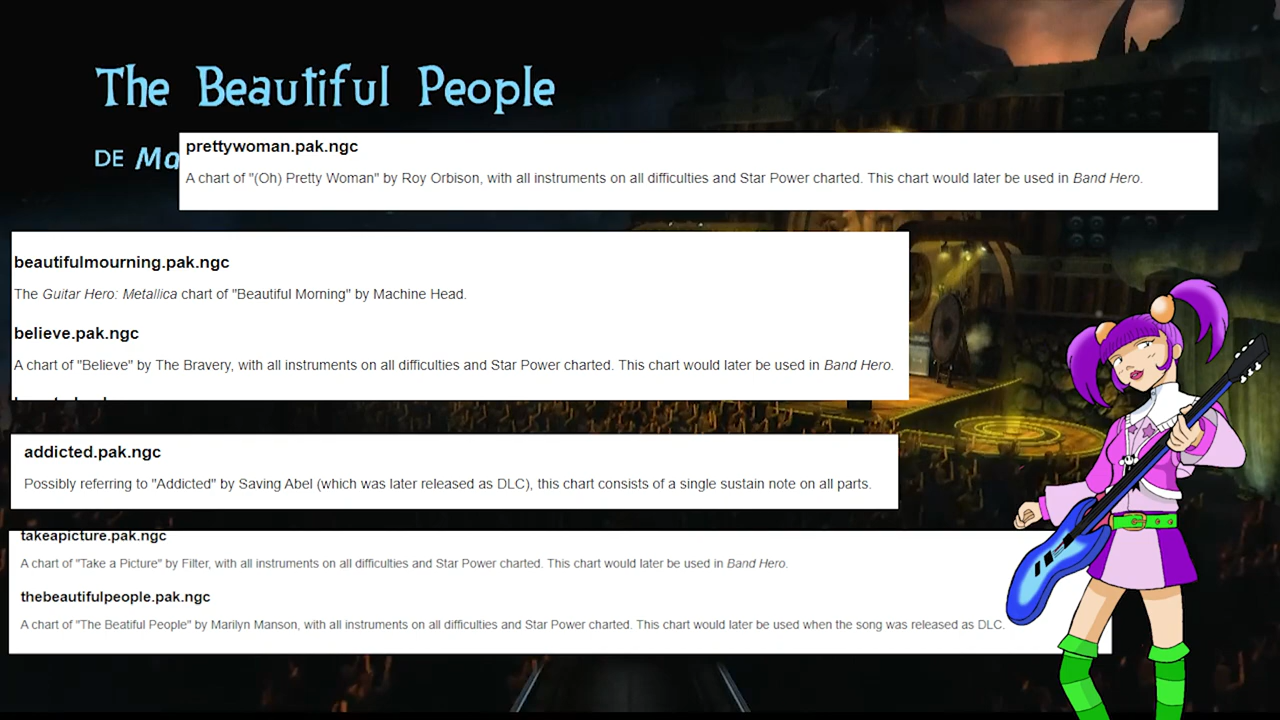 The Beautiful People
DE Ma
prettywoman.pak.ngc
A chart of "(Oh) Pretty Woman" by Roy Orbison, with all instruments on all difficulties and Star Power charted. This chart would later be used in Band Hero.
beautifulmourning.pak.ngc
The Guitar Hero: Metallica chart of "Beautiful Morning" by Machine Head.
believe.pak.ngc
A chart of "Believe" by The Bravery, with all instruments on all difficulties and Star Power charted. This chart would later be used in Band Hero.
addicted.pak.ngc
Possibly referring to "Addicted" by Saving Abel (which was later released as DLC), this chart consists of a single sustain note on all parts.
takeapicture.pak.ngc
A chart of "Take a Picture" by Filter, with all instruments on all difficulties and Star Power charted. This chart would later be used in Band Hero.
thebeautifulpeople.pak.ngc
A chart of "The Beatiful People" by Marilyn Manson, with all instruments on all difficulties and Star Power charted. This chart would later be used when the song was released as DLC.